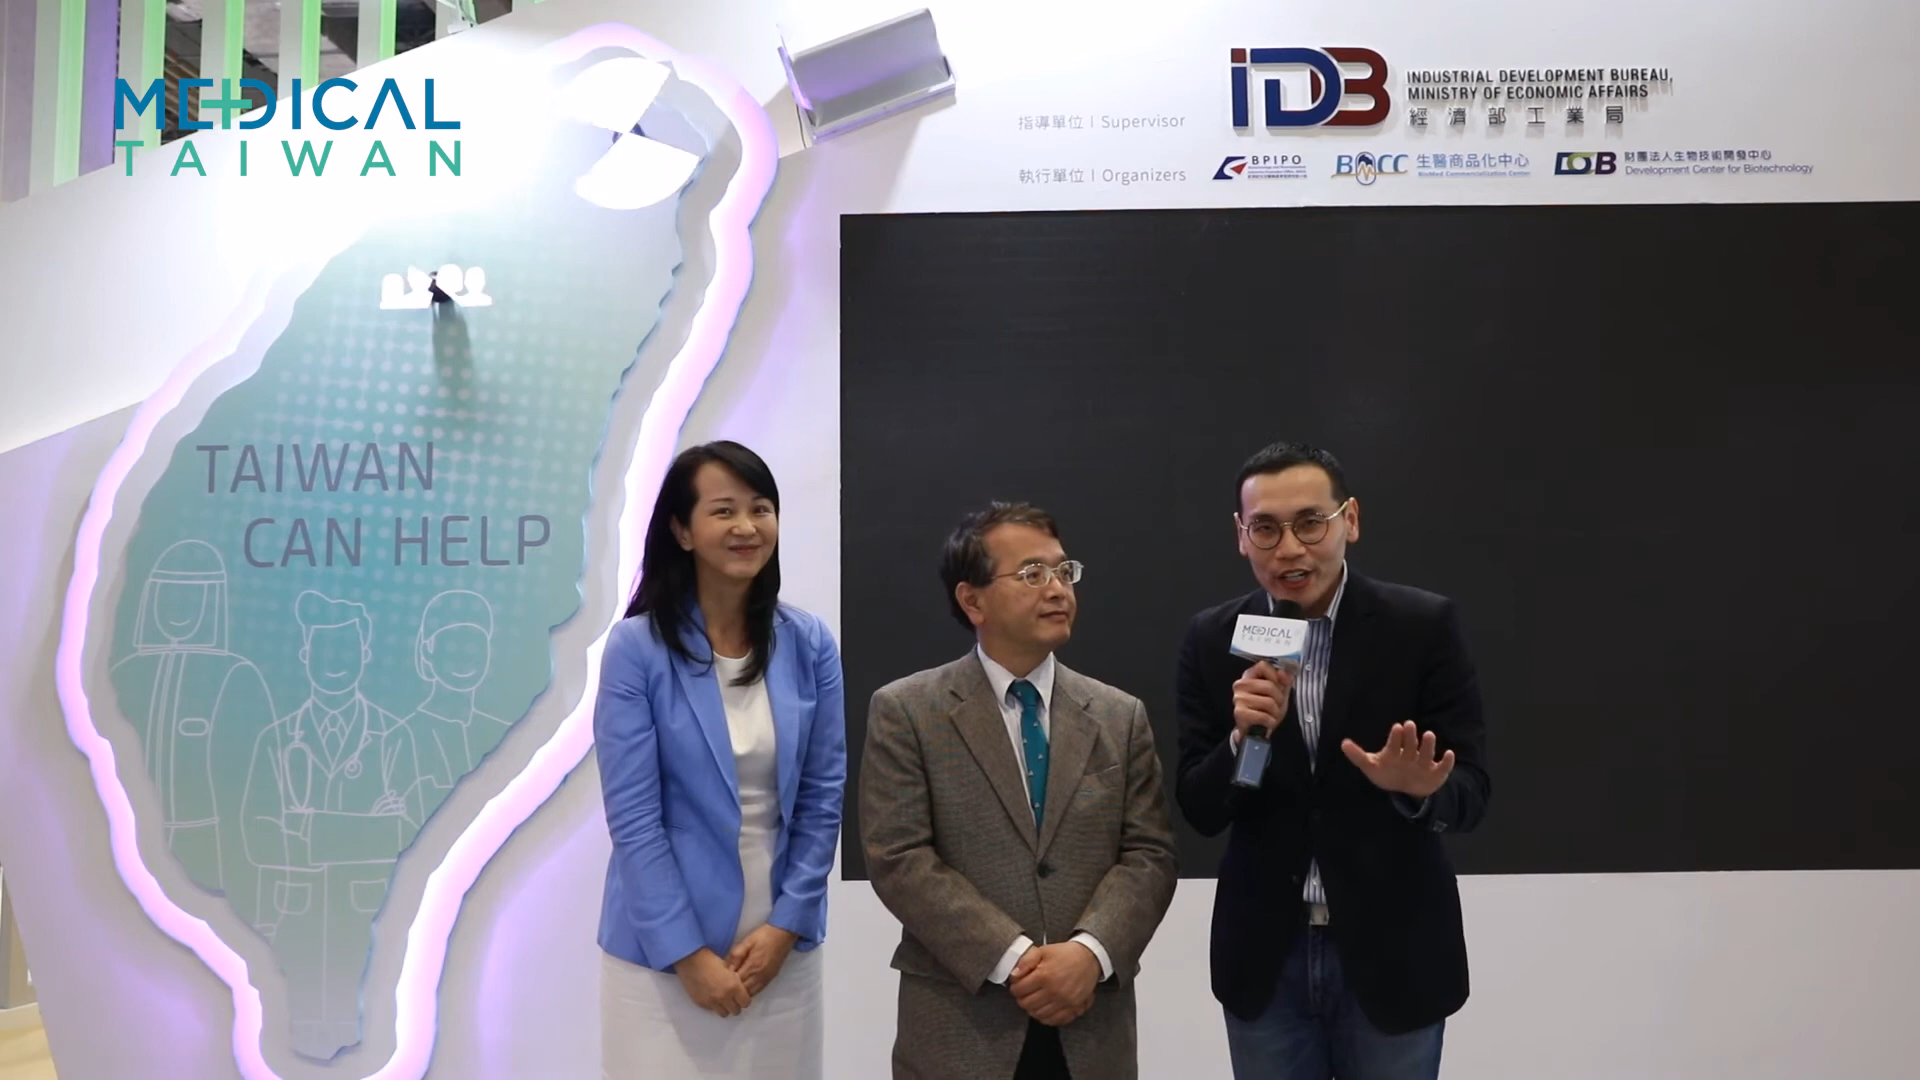 MEDICAL
TAIWAN
iDB
INDUSTRIAL DEVELOPMENT BUREAU,
MINISTRY OF ECONOMIC AFFAIRS
經濟部工業局
指導單位 | Supervisor
執行單位 | Organizers
BPIPO
BMCC 生醫商品化中心
BioMed Commercialization Center
DCB 財團法人生物技術開發中心
Development Center for Biotechnology
TAIWAN
CAN HELP
MEDICAL
TAIWAN